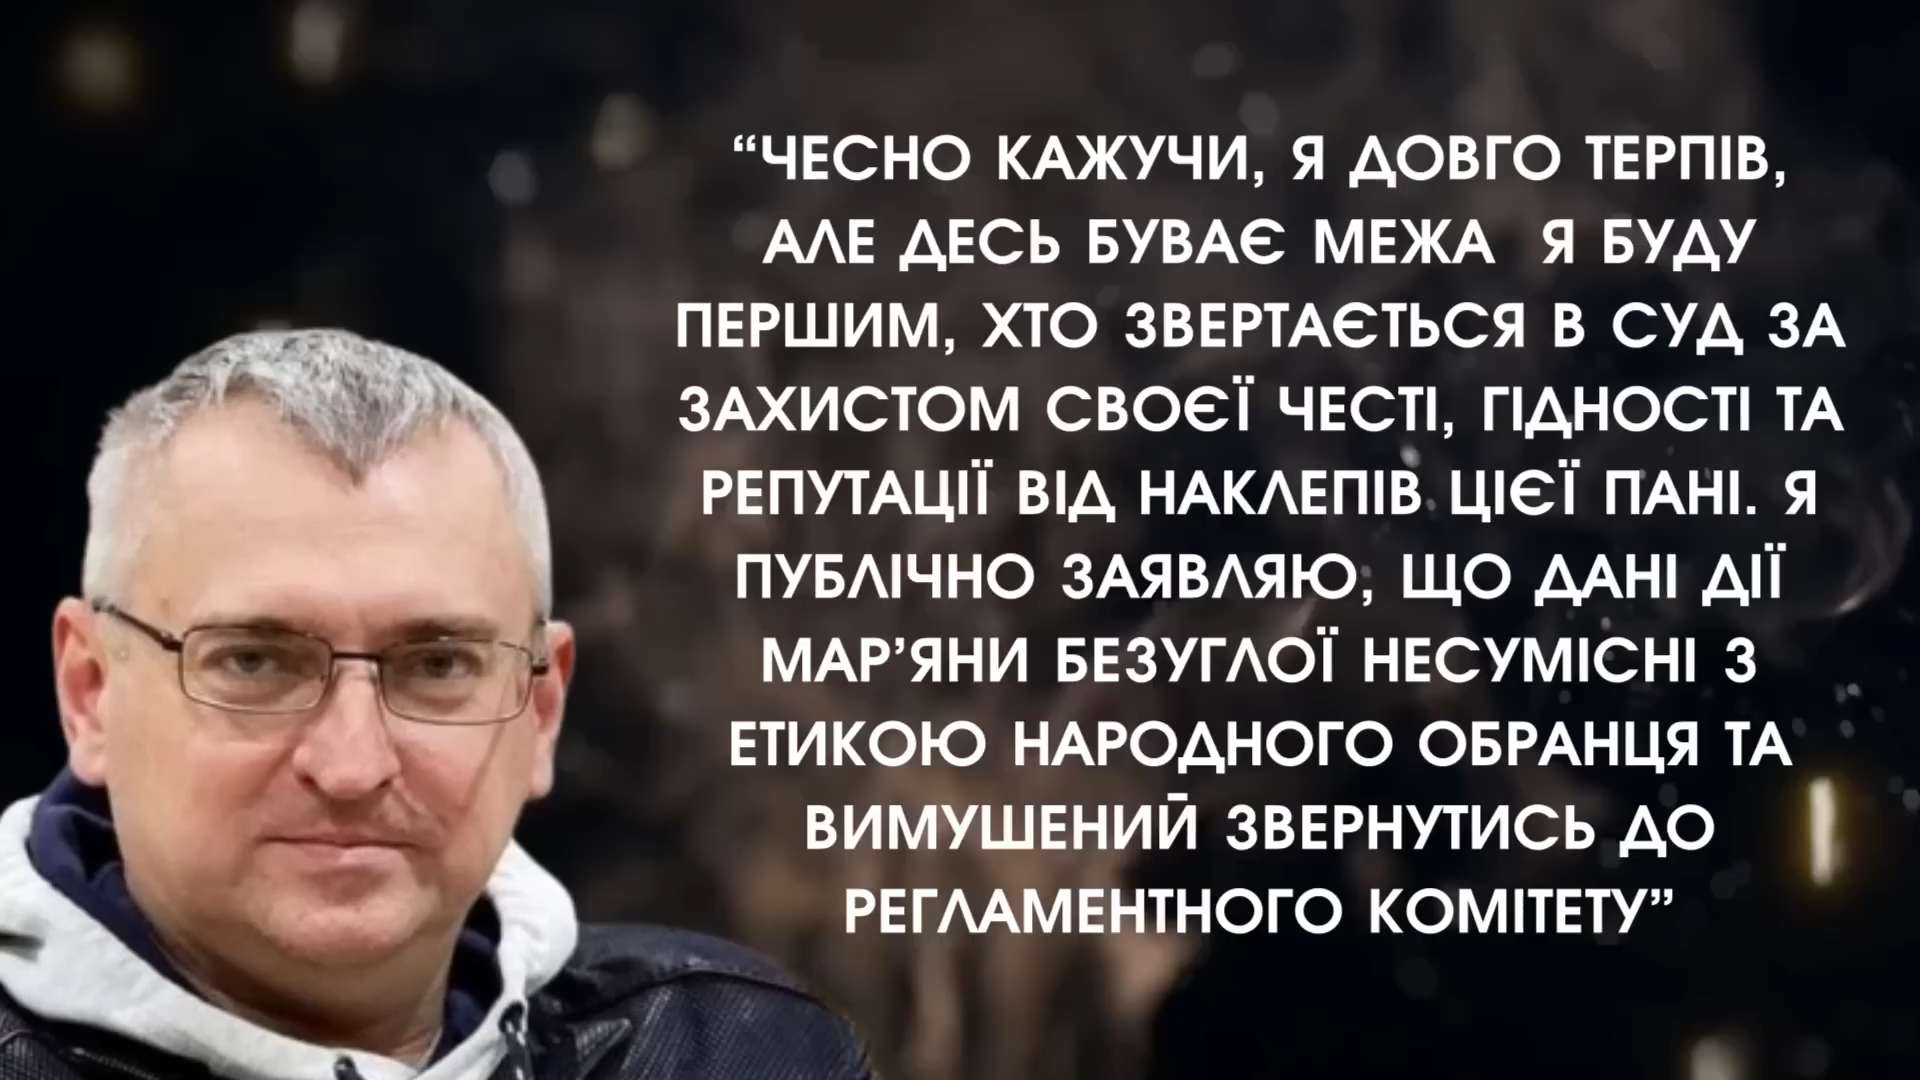 “ЧЕСНО КАЖУЧИ, Я ДОВГО ТЕРПІВ,
АЛЕ ДЕСЬ БУВАЄ МЕЖА Я БУДУ
ПЕРШИМ, ХТО ЗВЕРТАЄТЬСЯ В СУД ЗА
ЗАХИСТОМ СВОЄЇ ЧЕСТІ, ГІДНОСТІ ТА
РЕПУТАЦІЇ ВІД НАКЛЕПІВ ЦІЄЇ ПАНІ. Я
ПУБЛІЧНО ЗАЯВЛЯЮ, ЩО ДАНІ ДІЇ
МАР’ЯНИ БЕЗУГЛОЇ НЕСУМІСНІ З
ЕТИКОЮ НАРОДНОГО ОБРАНЦЯ ТА
ВИМУШЕНИЙ ЗВЕРНУТИСЬ ДО
РЕГЛАМЕНТНОГО КОМІТЕТУ”